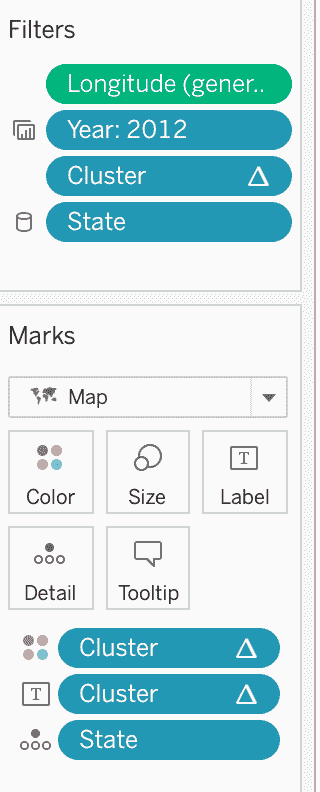 Filters
Longitude (gener..
Year: 2012
Cluster Δ
State
Marks
Map
Color Size Label
Detail Tooltip
Cluster Δ
Cluster Δ
State